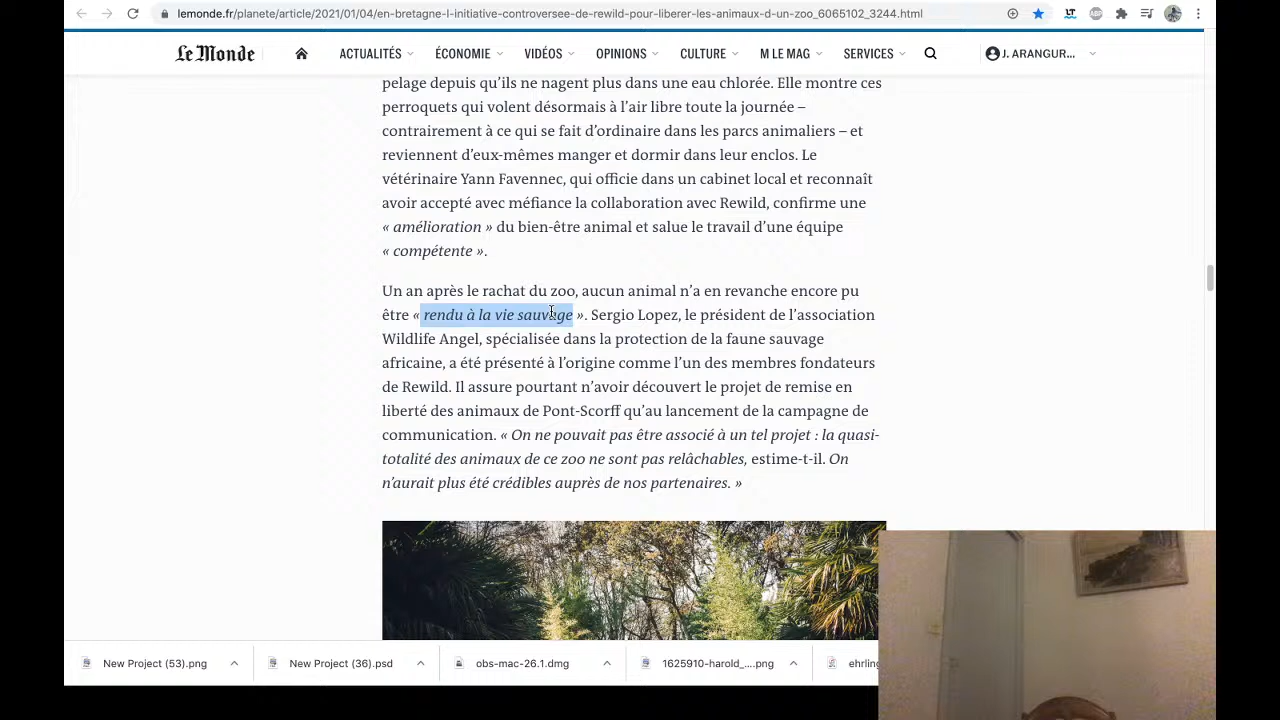 lemonde.fr/planete/article/2021/01/04/en-bretagne-l-initiative-controversee-de-rewild-pour-liberer-les-animaux-d-un-zoo_6065102_3244.html
LT
ABP
Le Monde
ACTUALITÉS
ÉCONOMIE
VIDÉOS
OPINIONS
CULTURE
M LE MAG
SERVICES
J. ARANGUR...
pelage depuis qu’ils ne nagent plus dans une eau chlorée. Elle montre ces
perroquets qui volent désormais à l’air libre toute la journée –
contrairement à ce qui se fait d’ordinaire dans les parcs animaliers – et
reviennent d’eux-mêmes manger et dormir dans leur enclos. Le
vétérinaire Yann Favennec, qui officie dans un cabinet local et reconnaît
avoir accepté avec méfiance la collaboration avec Rewild, confirme une
« amélioration » du bien-être animal et salue le travail d’une équipe
« compétente ».
Un an après le rachat du zoo, aucun animal n’a en revanche encore pu
être « rendu à la vie sauvage ». Sergio Lopez, le président de l’association
Wildlife Angel, spécialisée dans la protection de la faune sauvage
africaine, a été présenté à l’origine comme l’un des membres fondateurs
de Rewild. Il assure pourtant n’avoir découvert le projet de remise en
liberté des animaux de Pont-Scorff qu’au lancement de la campagne de
communication. « On ne pouvait pas être associé à un tel projet : la quasi-
totalité des animaux de ce zoo ne sont pas relâchables, estime-t-il. On
n’aurait plus été crédibles auprès de nos partenaires. »
New Project (53).png
New Project (36).psd
obs-mac-26.1.dmg
1625910-harold_....png
ehrling